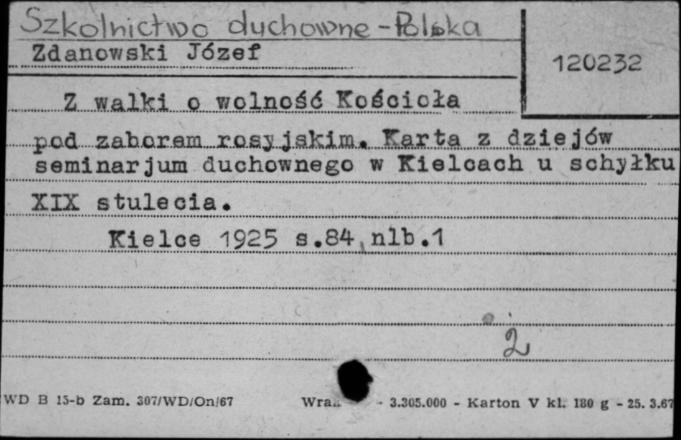 Szkolnictwo duchowne - Polska
Zdanowski Józef
120232
Z walki o wolność Kościoła
pod zaborem rosyjskim. Karta z dziejów
seminarjum duchownego w Kielcach u schyłku
XIX stulecia.
Kielce 1925 s.84, nlb.1
2
WD B 15-b Zam. 307/WD/On/67 - 3.305.000 - Karton V kl. 180 g - 25. 3.67